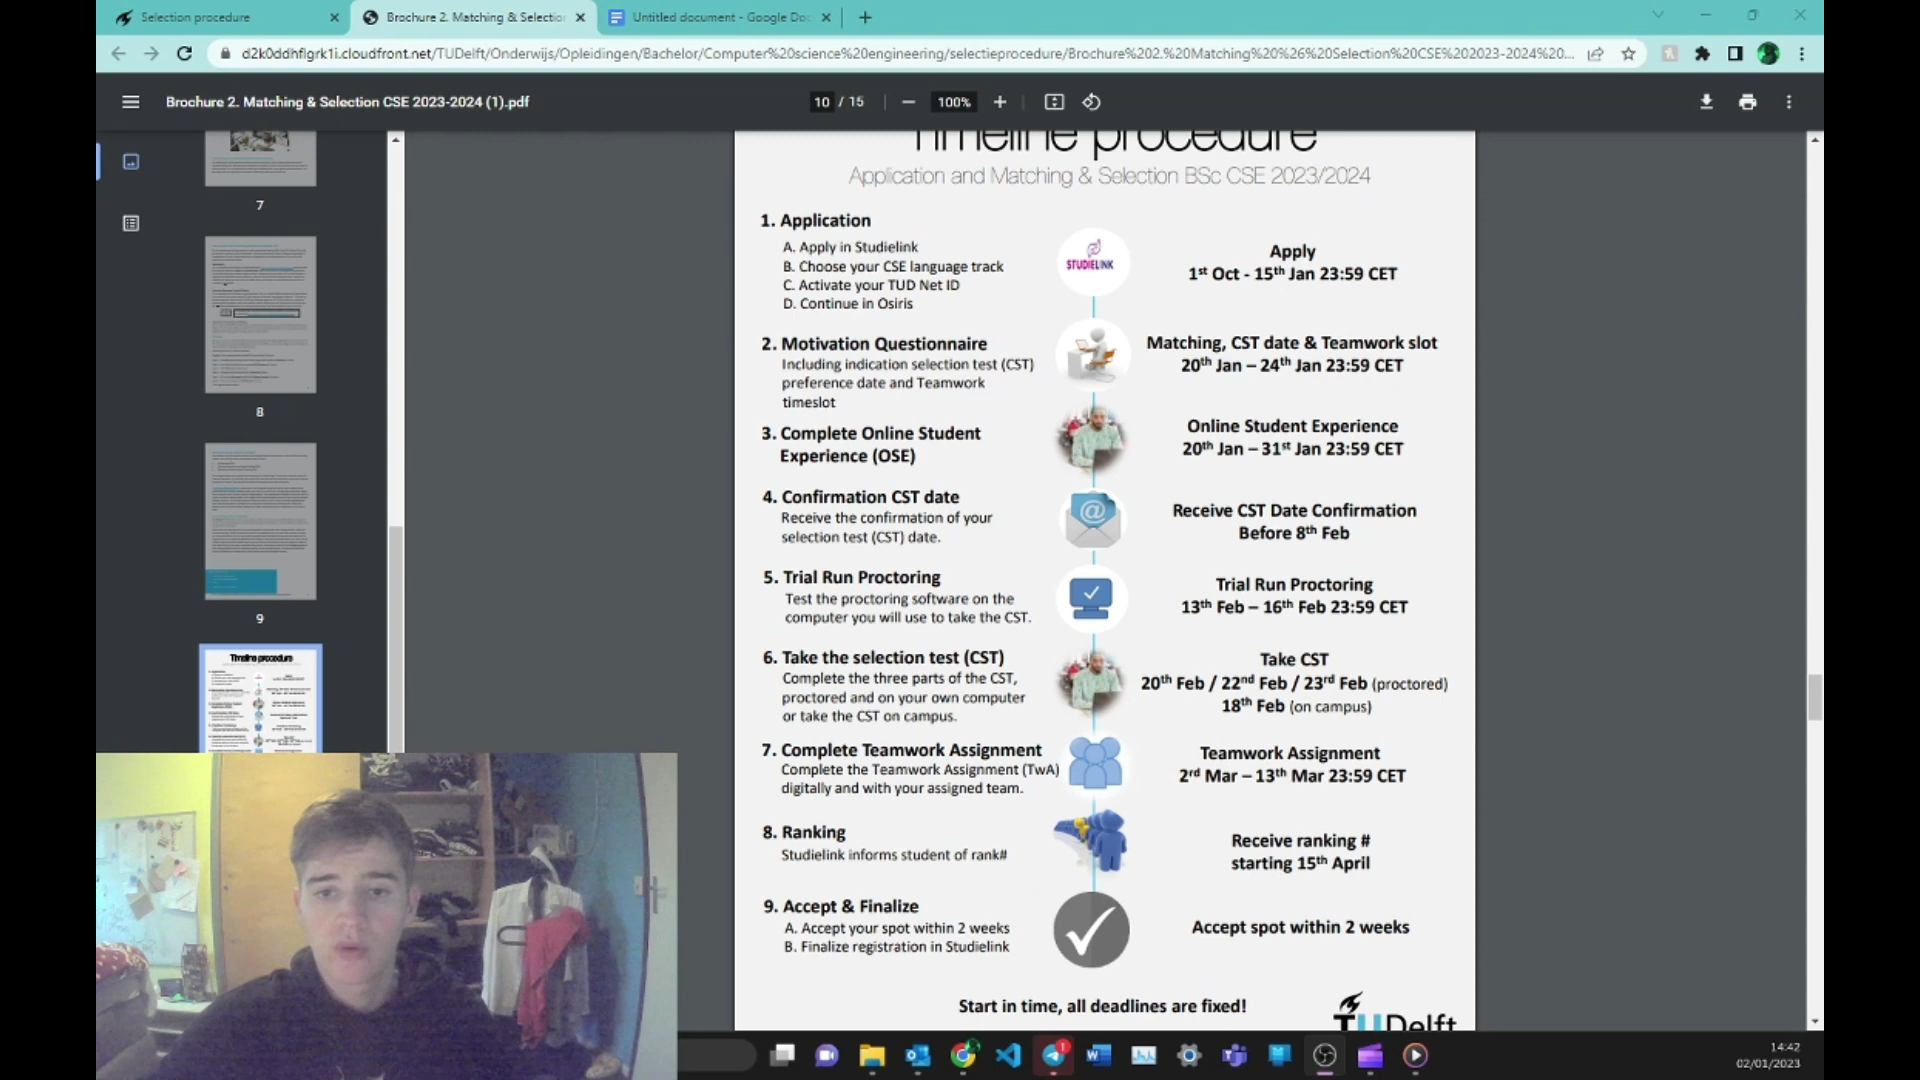 Selection procedure
Brochure 2. Matching & Selectio
Untitled document - Google Do
d2k0ddhflgrk1i.cloudfront.net/TUDelft/Onderwijs/Opleidingen/Bachelor/Computer%20science%20engineering/selectieprocedure/Brochure%202.%20Matching%20%26%20Selection%20CSE%202023-2024%20...
Brochure 2. Matching & Selection CSE 2023-2024 (1).pdf
10 / 15
100%
7
8
9
Timeline procedure
Timeline procedure
Application and Matching & Selection BSc CSE 2023/2024
1. Application
A. Apply in Studielink
B. Choose your CSE language track
C. Activate your TUD Net ID
D. Continue in Osiris
STUDIELINK
Apply
1st Oct - 15th Jan 23:59 CET
2. Motivation Questionnaire
Including indication selection test (CST)
preference date and Teamwork
timeslot
Matching, CST date & Teamwork slot
20th Jan – 24th Jan 23:59 CET
3. Complete Online Student
Experience (OSE)
Online Student Experience
20th Jan – 31st Jan 23:59 CET
4. Confirmation CST date
Receive the confirmation of your
selection test (CST) date.
@
Receive CST Date Confirmation
Before 8th Feb
5. Trial Run Proctoring
Test the proctoring software on the
computer you will use to take the CST.
Trial Run Proctoring
13th Feb – 16th Feb 23:59 CET
6. Take the selection test (CST)
Complete the three parts of the CST,
proctored and on your own computer
or take the CST on campus.
Take CST
20th Feb / 22nd Feb / 23rd Feb (proctored)
18th Feb (on campus)
7. Complete Teamwork Assignment
Complete the Teamwork Assignment (TwA)
digitally and with your assigned team.
Teamwork Assignment
2rd Mar – 13th Mar 23:59 CET
8. Ranking
Studielink informs student of rank#
Receive ranking #
starting 15th April
9. Accept & Finalize
A. Accept your spot within 2 weeks
B. Finalize registration in Studielink
Accept spot within 2 weeks
Start in time, all deadlines are fixed!
TUDelft
1
14:42
02/01/2023